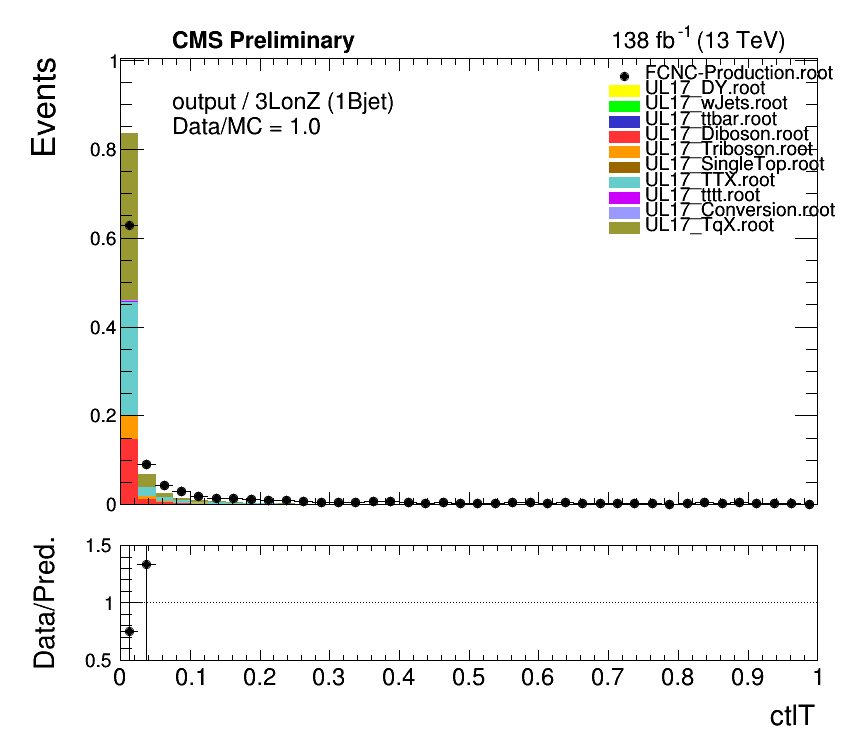 CMS Preliminary
138 fb-1 (13 TeV)
Events
1
0.8
0.6
0.4
0.2
0
output / 3LonZ (1Bjet)
Data/MC = 1.0
FCNC-Production.root
UL17_DY.root
UL17_wJets.root
UL17_ttbar.root
UL17_Diboson.root
UL17_Triboson.root
UL17_SingleTop.root
UL17_TTX.root
UL17_tttt.root
UL17_Conversion.root
UL17_TqX.root
Data/Pred.
1.5
1
0.5
0 0.1 0.2 0.3 0.4 0.5 0.6 0.7 0.8 0.9 1
ctlT